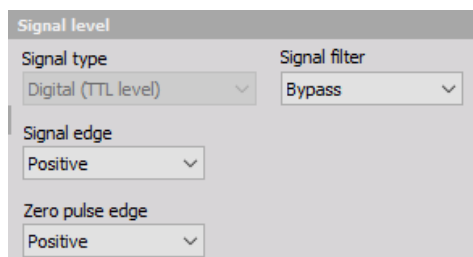 Signal level
Signal type
Signal filter
Digital (TTL level)
Bypass
Signal edge
Positive
Zero pulse edge
Positive